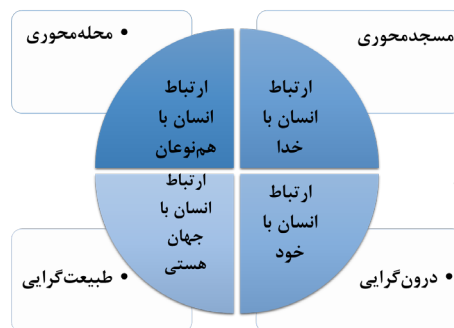 مسجدمحوری
• محله‌محوری
ارتباط
انسان با
خدا
ارتباط
انسان با
هم‌نوعان
ارتباط
انسان با
خود
ارتباط
انسان با
جهان
هستی
• درون‌گرایی
• طبیعت‌گرایی